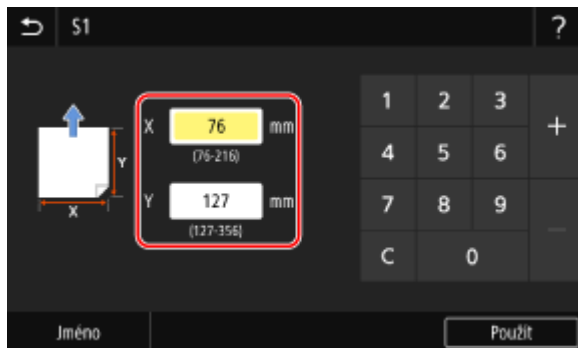 S1 ?
X 76 mm
(76-216)
Y 127 mm
(127-356)
Y
X
1 2 3 +
4 5 6
7 8 9 −
C 0
Jméno Použít